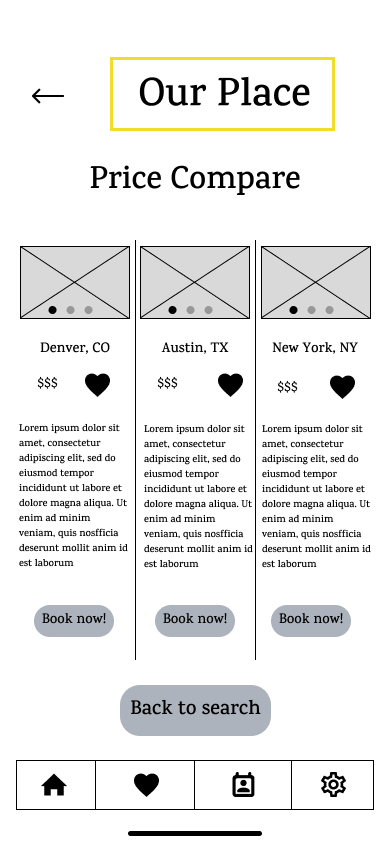 Our Place
Price Compare
Denver, CO
$$$
Lorem ipsum dolor sit
amet, consectetur
adipiscing elit, sed do
eiusmod tempor
incididunt ut labore et
dolore magna aliqua. Ut
enim ad minim
veniam, quis nosfficia
deserunt mollit anim id
est laborum
Book now!
Austin, TX
$$$
Lorem ipsum dolor sit
amet, consectetur
adipiscing elit, sed do
eiusmod tempor
incididunt ut labore et
dolore magna aliqua. Ut
enim ad minim
veniam, quis nosfficia
deserunt mollit anim id
est laborum
Book now!
New York, NY
$$$
Lorem ipsum dolor sit
amet, consectetur
adipiscing elit, sed do
eiusmod tempor
incididunt ut labore et
dolore magna aliqua. Ut
enim ad minim
veniam, quis nosfficia
deserunt mollit anim id
est laborum
Book now!
Back to search